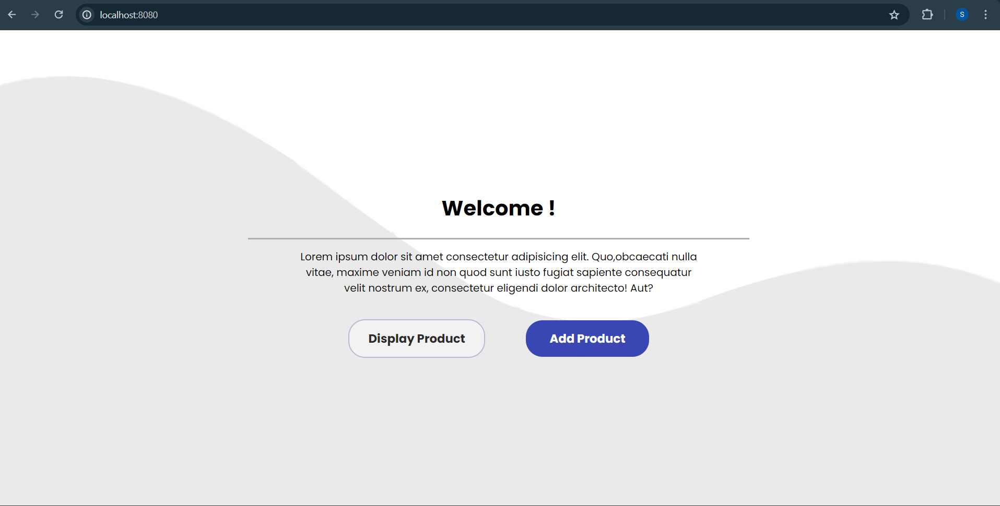 localhost:8080
S
Welcome !
Lorem ipsum dolor sit amet consectetur adipisicing elit. Quo,obcaecati nulla
vitae, maxime veniam id non quod sunt iusto fugiat sapiente consequatur
velit nostrum ex, consectetur eligendi dolor architecto! Aut?
Display Product
Add Product